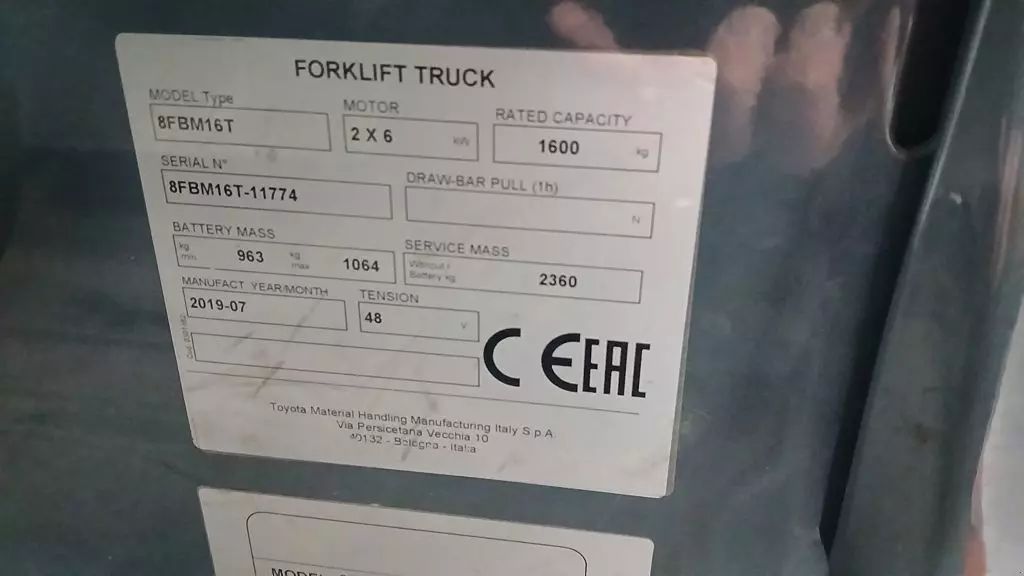 FORKLIFT TRUCK
MODEL Type
MOTOR
RATED CAPACITY
8FBM16T
2 X 6 kW
1600 kg
SERIAL N°
DRAW-BAR PULL (1h)
8FBM16T-11774
N
BATTERY MASS
SERVICE MASS
kg min. 963 kg max 1064
Without Battery kg 2360
MANUFACT YEAR/MONTH
TENSION
2019-07
48 V
CE EAC
Toyota Material Handling Manufacturing Italy S.p.A.
Via Persicetana Vecchia 10
40132 - Bologna - Italia